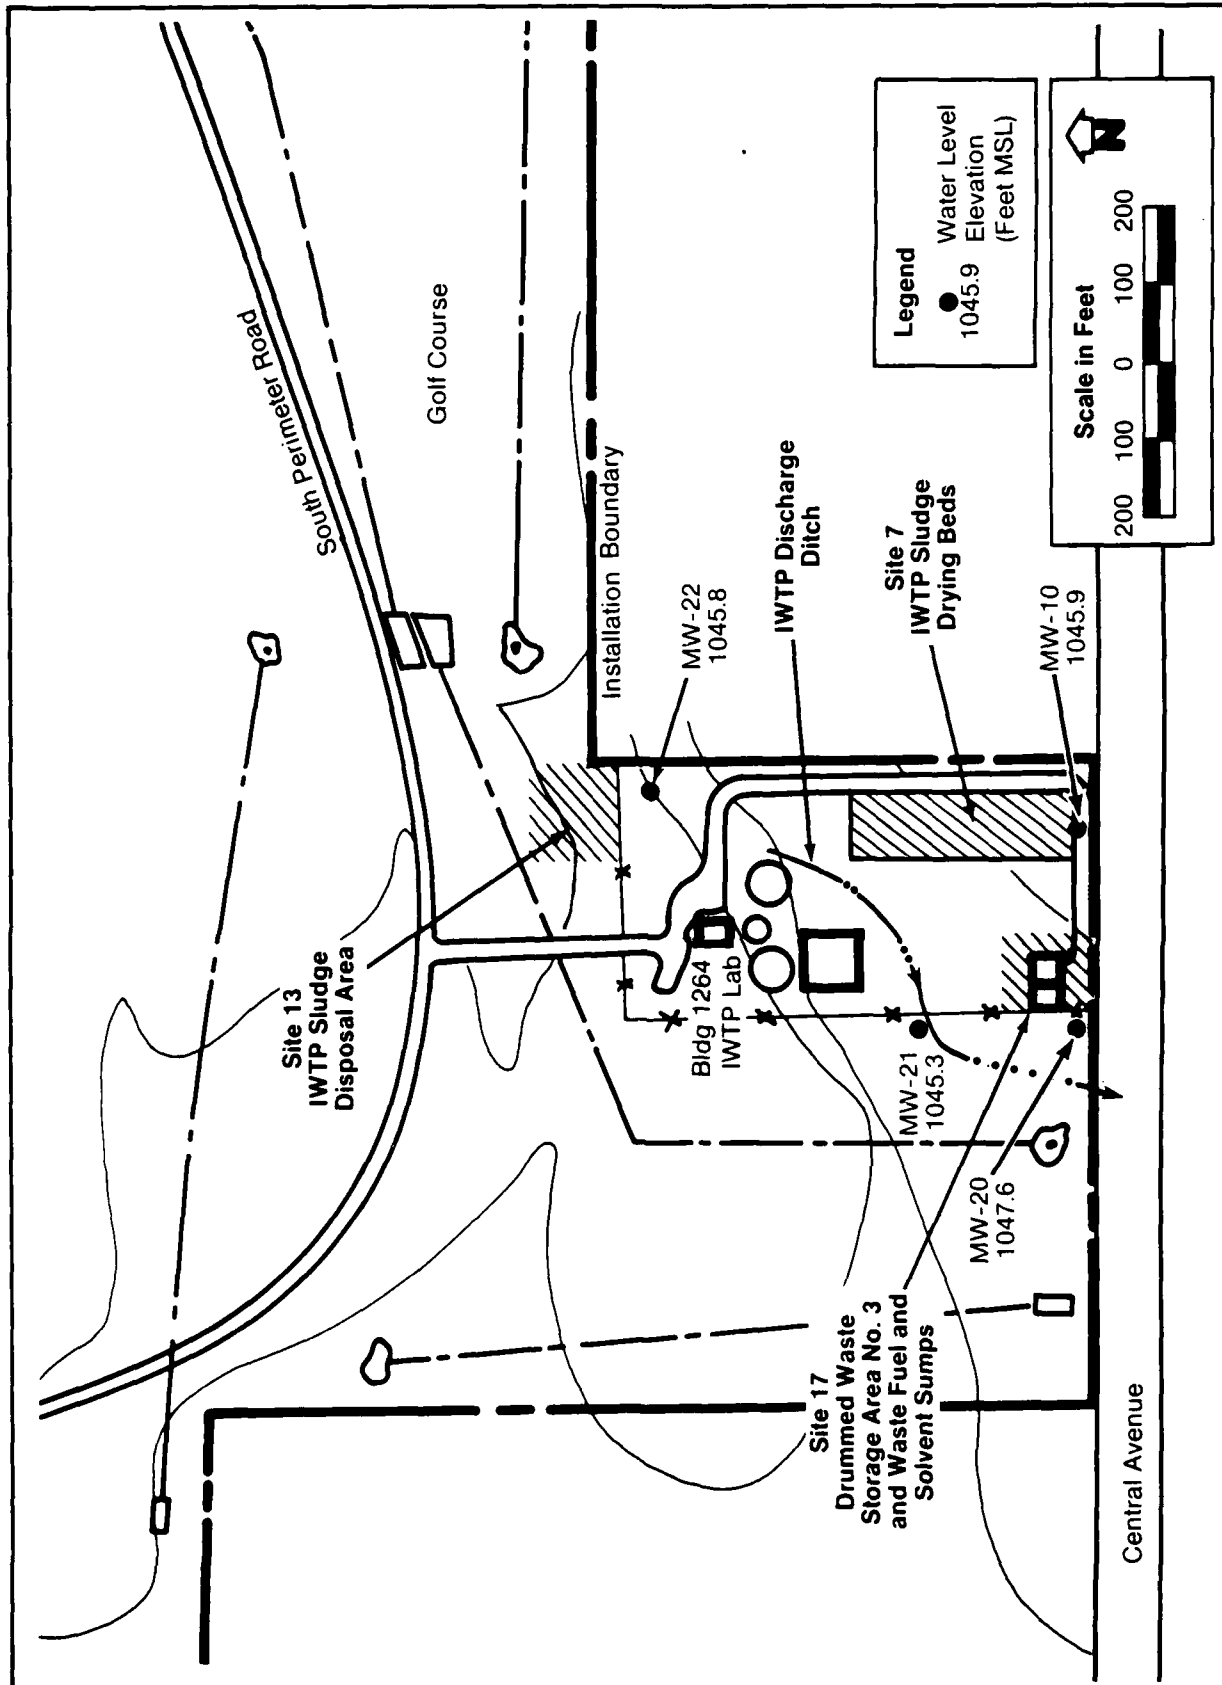 South Perimeter Road
Golf Course
Site 13
IWTP Sludge
Disposal Area
Installation Boundary
MW-22
1045.8
Bldg 1264
IWTP Lab
IWTP Discharge
Ditch
Site 7
IWTP Sludge
Drying Beds
MW-21
1045.3
MW-20
1047.6
MW-10
1045.9
Site 17
Drummed Waste
Storage Area No. 3
and Waste Fuel and
Solvent Sumps
Central Avenue
Legend
Water Level
1045.9 Elevation
(Feet MSL)
Scale in Feet
200 100 0 100 200
N